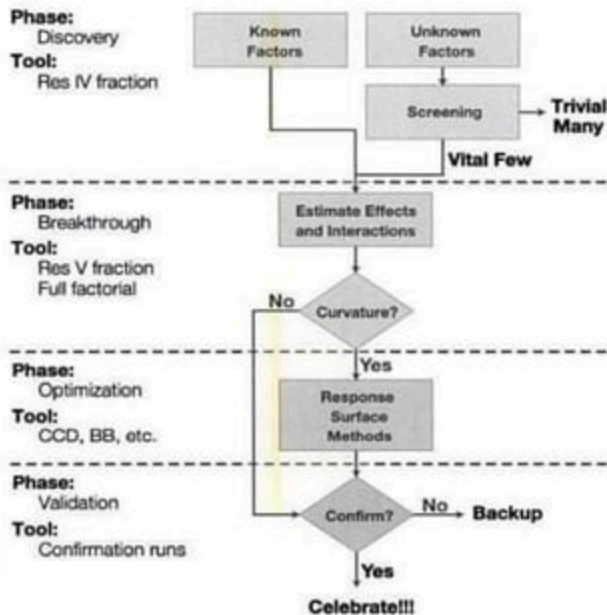 Phase:
Discovery
Tool:
Res IV fraction
Known
Factors
Unknown
Factors
Screening
Trivial
Many
Vital Few
Phase:
Breakthrough
Tool:
Res V fraction
Full factorial
Estimate Effects
and Interactions
No
Curvature?
Yes
Phase:
Optimization
Tool:
CCD, BB, etc.
Response
Surface
Methods
Phase:
Validation
Tool:
Confirmation runs
Confirm?
No
Backup
Yes
Celebrate!!!